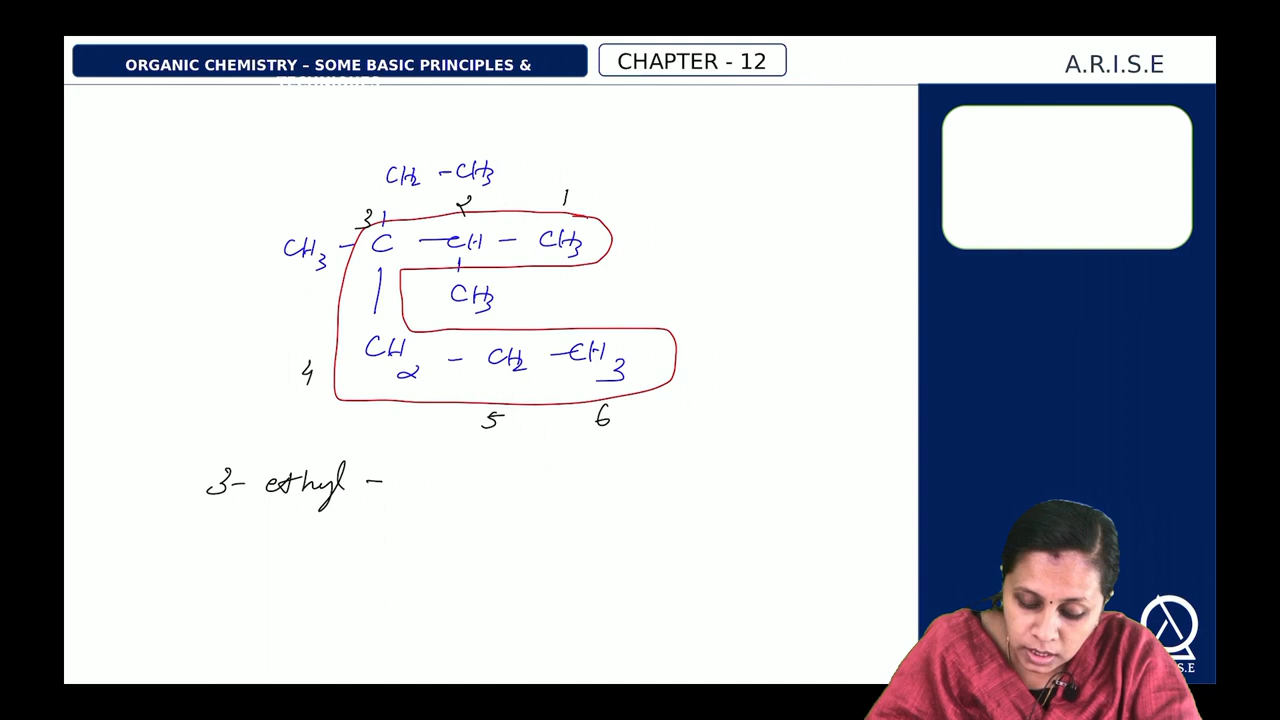 ORGANIC CHEMISTRY – SOME BASIC PRINCIPLES &
TECHNIQUES
CHAPTER - 12
A.R.I.S.E
CH2 - CH3
3 2 1
CH3 - C - CH - CH3
CH3
CH2 - CH2 - CH3
4
5 6
3- ethyl -